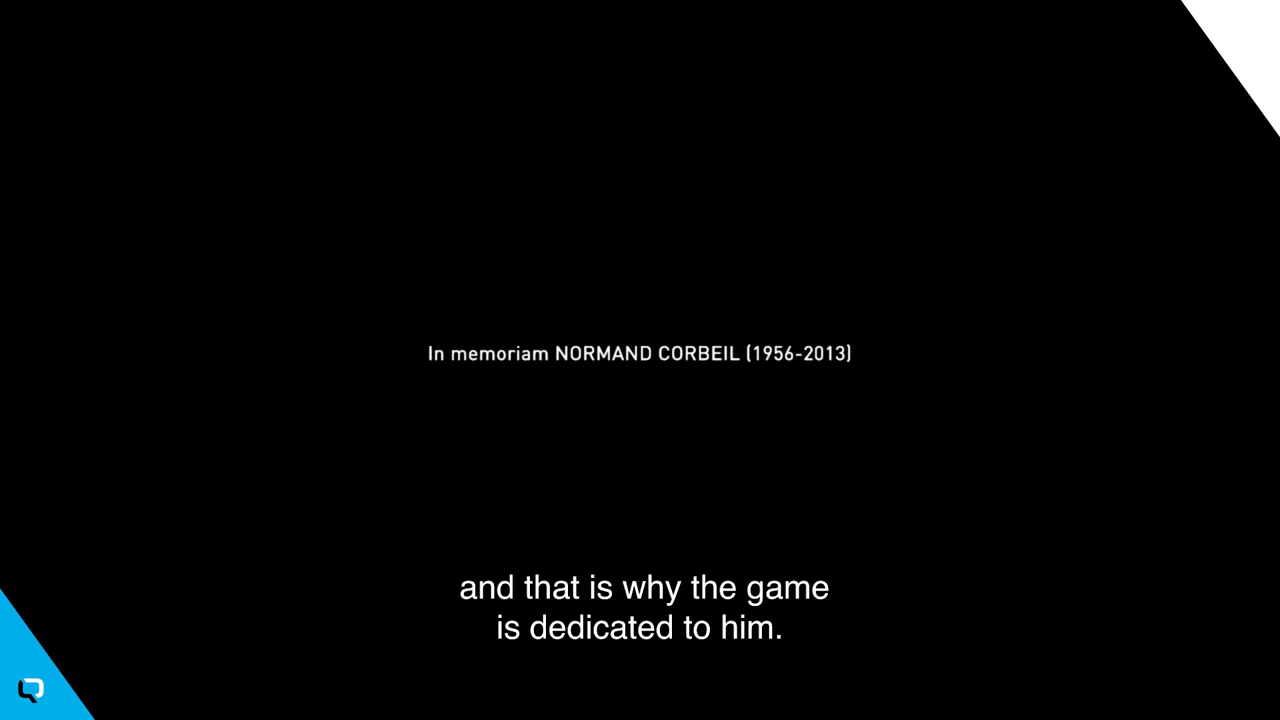 In memoriam NORMAND CORBEIL (1956-2013)
and that is why the game
is dedicated to him.